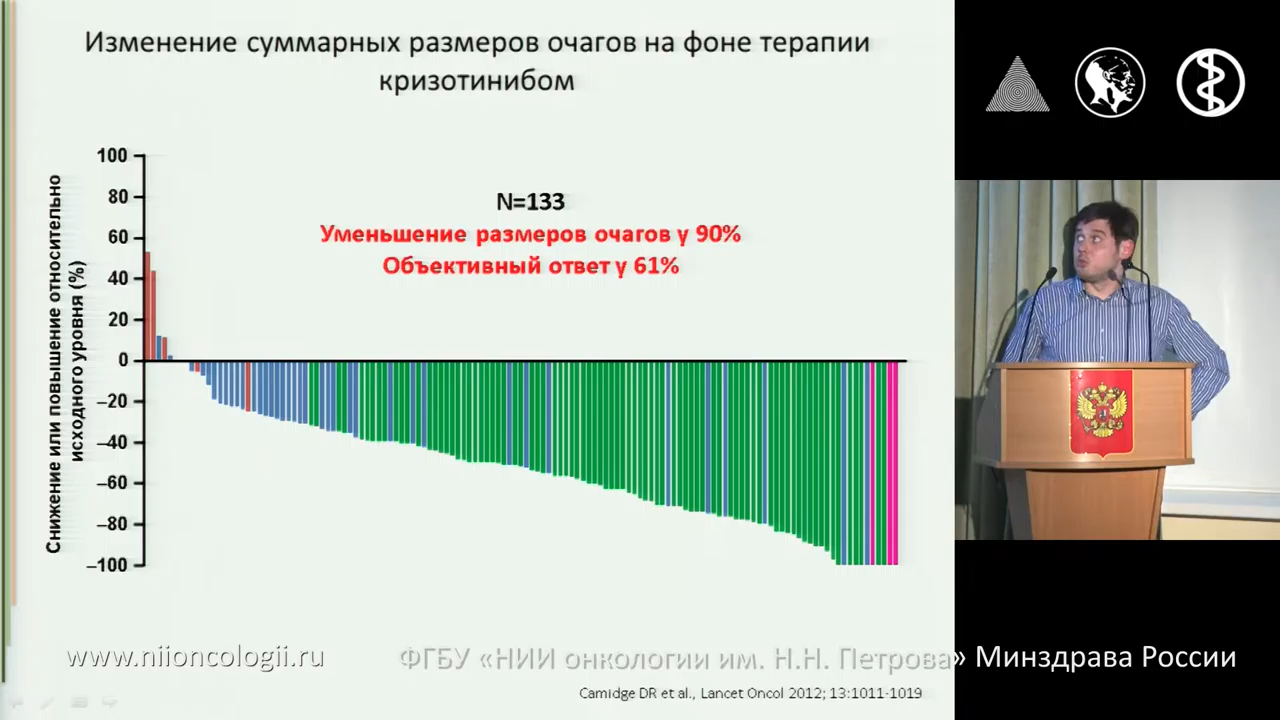 Изменение суммарных размеров очагов на фоне терапии
кризотинибом
Снижение или повышение относительно
исходного уровня (%)
100
80
60
40
20
0
–20
–40
–60
–80
–100
N=133
Уменьшение размеров очагов у 90%
Объективный ответ у 61%
www.niioncologii.ru
ФГБУ «НИИ онкологии им. Н.Н. Петрова» Минздрава России
Camidge DR et al., Lancet Oncol 2012; 13:1011-1019